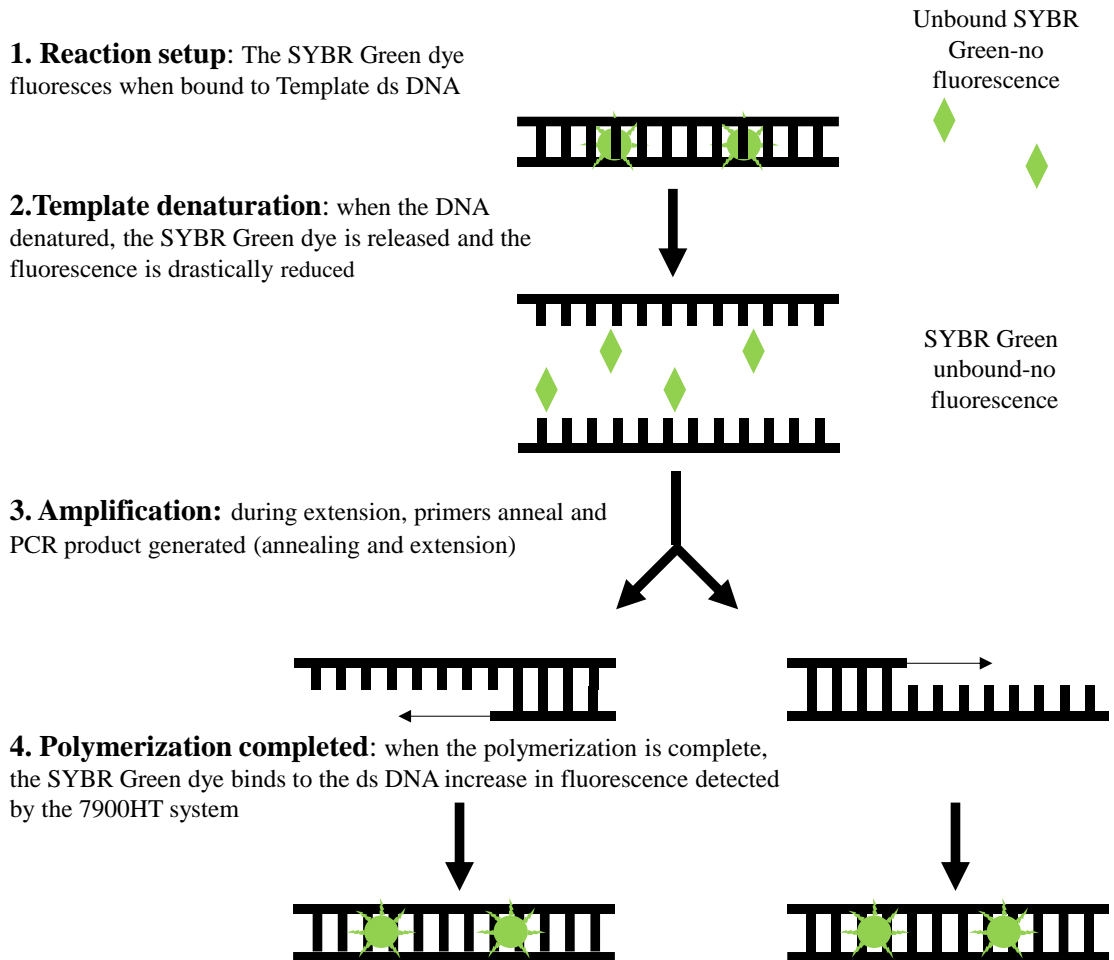 1. Reaction setup: The SYBR Green dye
fluoresces when bound to Template ds DNA
Unbound SYBR
Green-no
fluorescence
2.Template denaturation: when the DNA
denatured, the SYBR Green dye is released and the
fluorescence is drastically reduced
SYBR Green
unbound-no
fluorescence
3. Amplification: during extension, primers anneal and
PCR product generated (annealing and extension)
4. Polymerization completed: when the polymerization is complete,
the SYBR Green dye binds to the ds DNA increase in fluorescence detected
by the 7900HT system